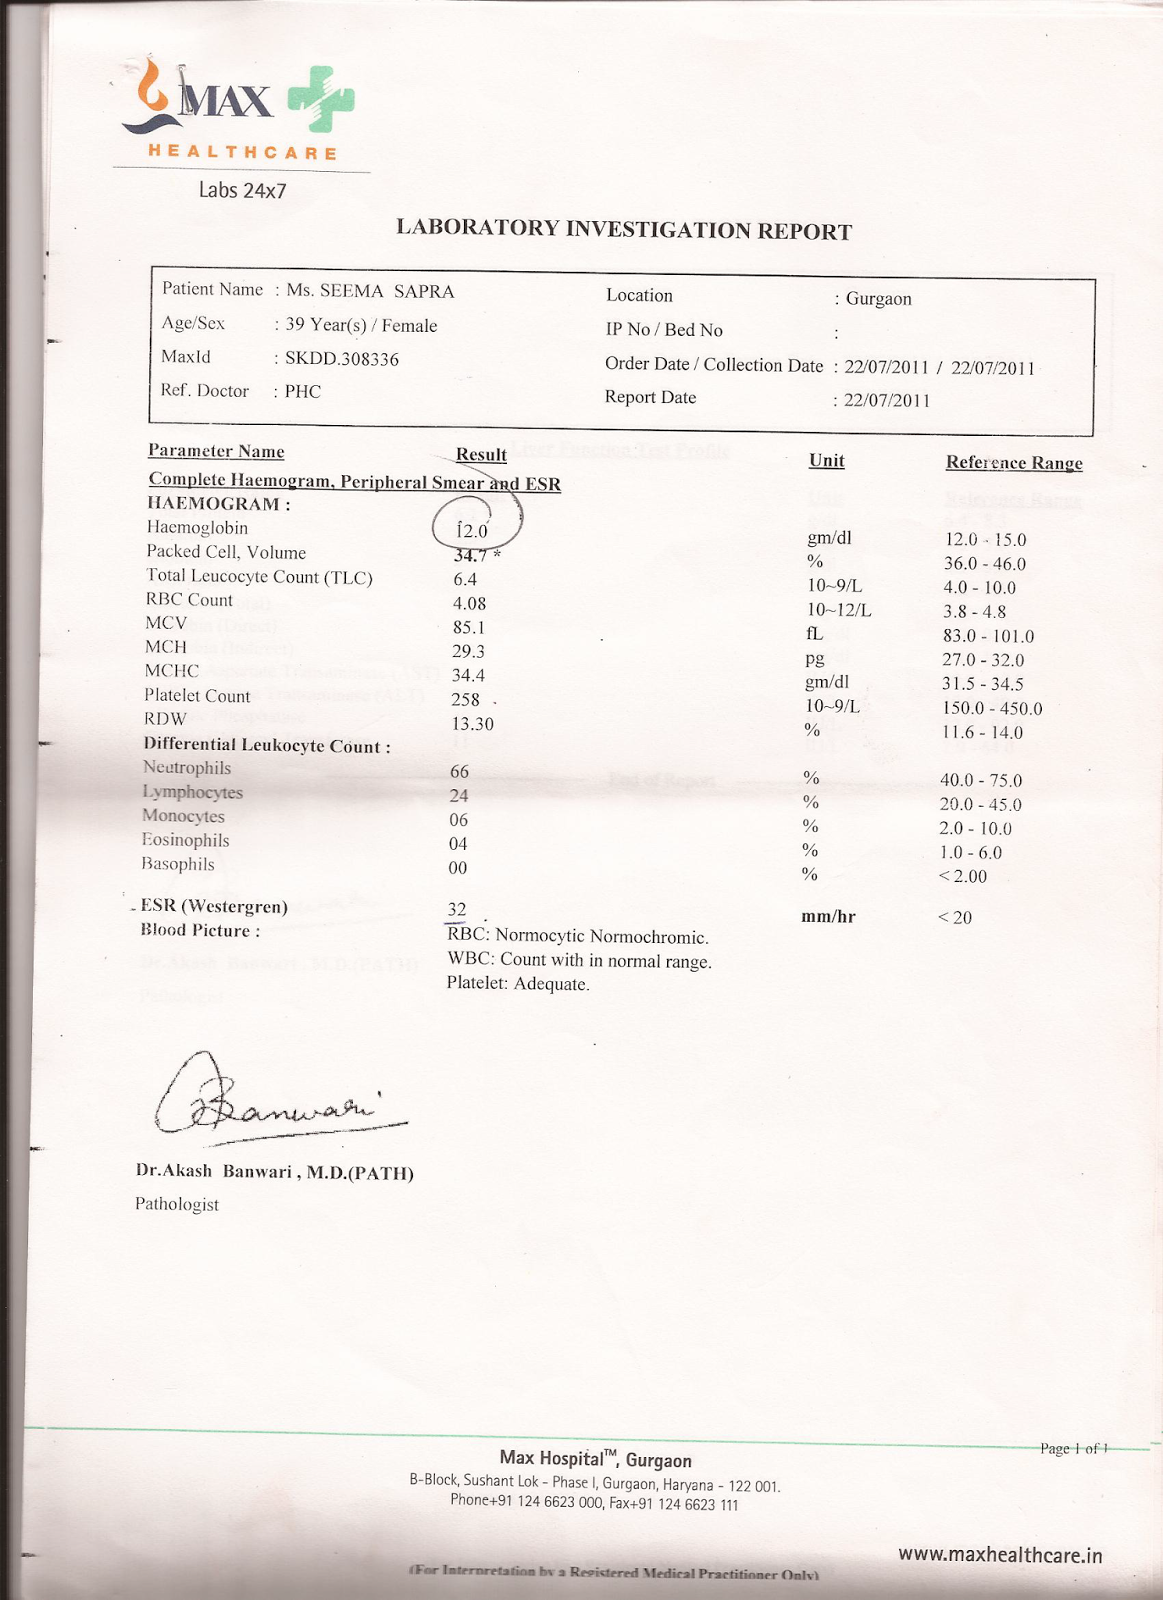 MAX
HEALTHCARE
Labs 24x7
LABORATORY INVESTIGATION REPORT
Patient Name : Ms. SEEMA SAPRA Location : Gurgaon
Age/Sex : 39 Year(s) / Female IP No / Bed No :
MaxId : SKDD.308336 Order Date / Collection Date : 22/07/2011 / 22/07/2011
Ref. Doctor : PHC Report Date : 22/07/2011
Parameter Name Result Unit Reference Range
Complete Haemogram, Peripheral Smear and ESR
HAEMOGRAM :
Haemoglobin 12.0 gm/dl 12.0 - 15.0
Packed Cell, Volume 34.7 * % 36.0 - 46.0
Total Leucocyte Count (TLC) 6.4 10~9/L 4.0 - 10.0
RBC Count 4.08 10~12/L 3.8 - 4.8
MCV 85.1 fL 83.0 - 101.0
MCH 29.3 pg 27.0 - 32.0
MCHC 34.4 gm/dl 31.5 - 34.5
Platelet Count 258 10~9/L 150.0 - 450.0
RDW 13.30 % 11.6 - 14.0
Differential Leukocyte Count :
Neutrophils 66 % 40.0 - 75.0
Lymphocytes 24 % 20.0 - 45.0
Monocytes 06 % 2.0 - 10.0
Eosinophils 04 % 1.0 - 6.0
Basophils 00 % < 2.00
ESR (Westergren) 32 mm/hr < 20
Blood Picture : RBC: Normocytic Normochromic.
WBC: Count with in normal range.
Platelet: Adequate.
Banwari
Dr.Akash Banwari , M.D.(PATH)
Pathologist
Page 1 of 1
Max Hospital™, Gurgaon
B-Block, Sushant Lok - Phase I, Gurgaon, Haryana - 122 001.
Phone+91 124 6623 000, Fax+91 124 6623 111
www.maxhealthcare.in
(For Interpretation by a Registered Medical Practitioner Only)